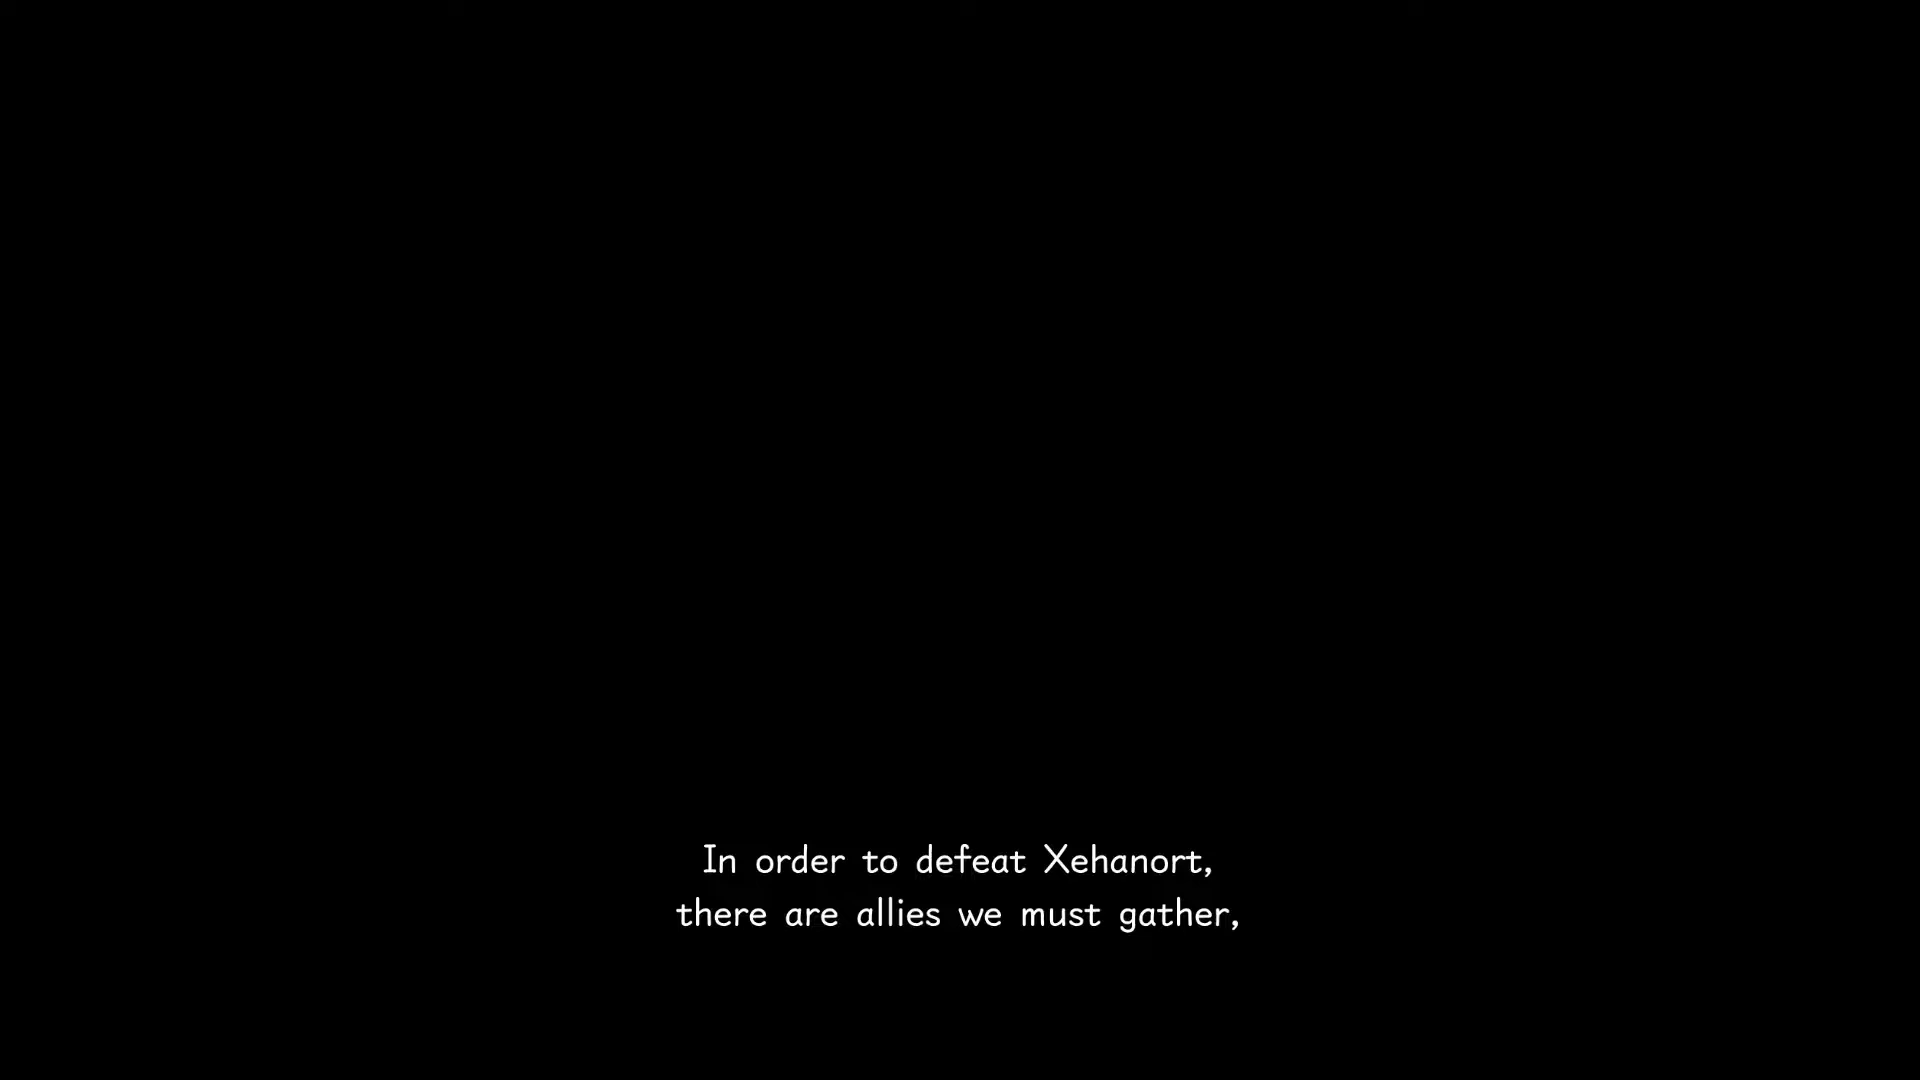 In order to defeat Xehanort,
there are allies we must gather,